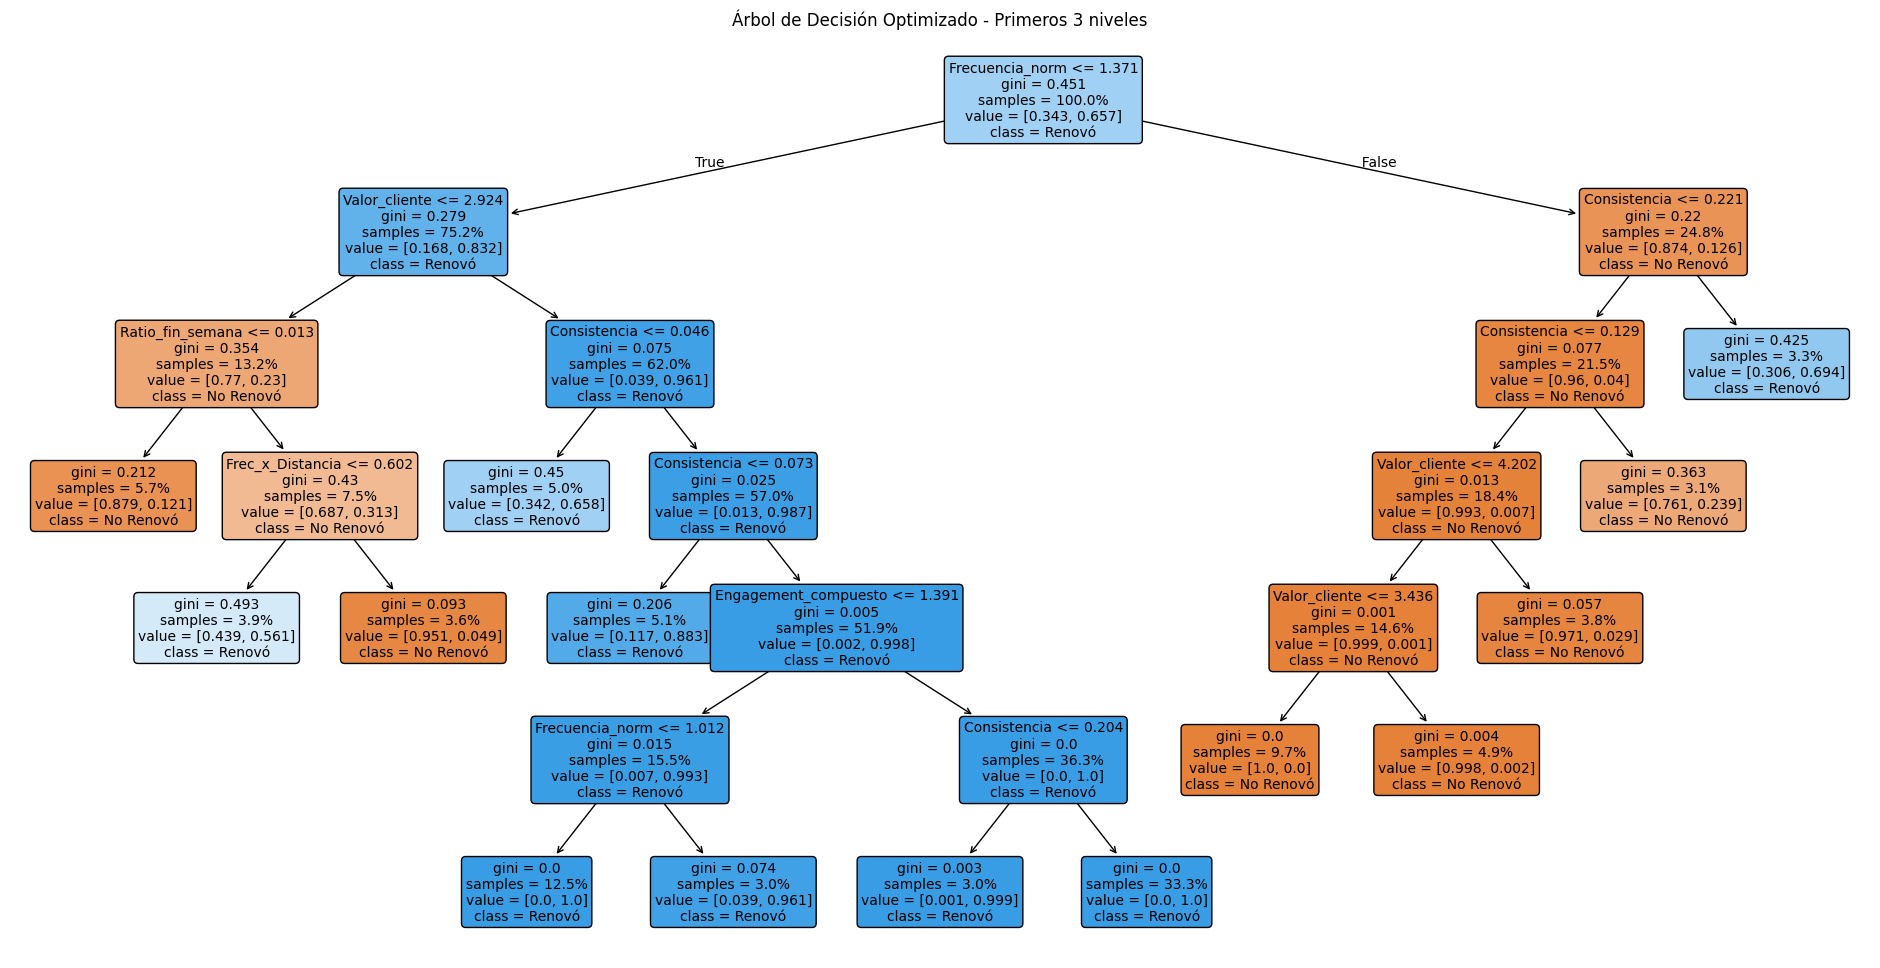 Árbol de Decisión Optimizado - Primeros 3 niveles
Frecuencia_norm <= 1.371
gini = 0.451
samples = 100.0%
value = [0.343, 0.657]
class = Renovó
True
False
Valor_cliente <= 2.924
gini = 0.279
samples = 75.2%
value = [0.168, 0.832]
class = Renovó
Consistencia <= 0.221
gini = 0.22
samples = 24.8%
value = [0.874, 0.126]
class = No Renovó
Ratio_fin_semana <= 0.013
gini = 0.354
samples = 13.2%
value = [0.77, 0.23]
class = No Renovó
Consistencia <= 0.046
gini = 0.075
samples = 62.0%
value = [0.039, 0.961]
class = Renovó
Consistencia <= 0.129
gini = 0.077
samples = 21.5%
value = [0.96, 0.04]
class = No Renovó
gini = 0.425
samples = 3.3%
value = [0.306, 0.694]
class = Renovó
gini = 0.212
samples = 5.7%
value = [0.879, 0.121]
class = No Renovó
Frec_x_Distancia <= 0.602
gini = 0.43
samples = 7.5%
value = [0.687, 0.313]
class = No Renovó
gini = 0.45
samples = 5.0%
value = [0.342, 0.658]
class = Renovó
Consistencia <= 0.073
gini = 0.025
samples = 57.0%
value = [0.013, 0.987]
class = Renovó
Valor_cliente <= 4.202
gini = 0.013
samples = 18.4%
value = [0.993, 0.007]
class = No Renovó
gini = 0.363
samples = 3.1%
value = [0.761, 0.239]
class = No Renovó
gini = 0.493
samples = 3.9%
value = [0.439, 0.561]
class = Renovó
gini = 0.093
samples = 3.6%
value = [0.951, 0.049]
class = No Renovó
gini = 0.206
samples = 5.1%
value = [0.117, 0.883]
class = Renovó
Engagement_compuesto <= 1.391
gini = 0.005
samples = 51.9%
value = [0.002, 0.998]
class = Renovó
Valor_cliente <= 3.436
gini = 0.001
samples = 14.6%
value = [0.999, 0.001]
class = No Renovó
gini = 0.057
samples = 3.8%
value = [0.971, 0.029]
class = No Renovó
Frecuencia_norm <= 1.012
gini = 0.015
samples = 15.5%
value = [0.007, 0.993]
class = Renovó
Consistencia <= 0.204
gini = 0.0
samples = 36.3%
value = [0.0, 1.0]
class = Renovó
gini = 0.0
samples = 9.7%
value = [1.0, 0.0]
class = No Renovó
gini = 0.004
samples = 4.9%
value = [0.998, 0.002]
class = No Renovó
gini = 0.0
samples = 12.5%
value = [0.0, 1.0]
class = Renovó
gini = 0.074
samples = 3.0%
value = [0.039, 0.961]
class = Renovó
gini = 0.003
samples = 3.0%
value = [0.001, 0.999]
class = Renovó
gini = 0.0
samples = 33.3%
value = [0.0, 1.0]
class = Renovó